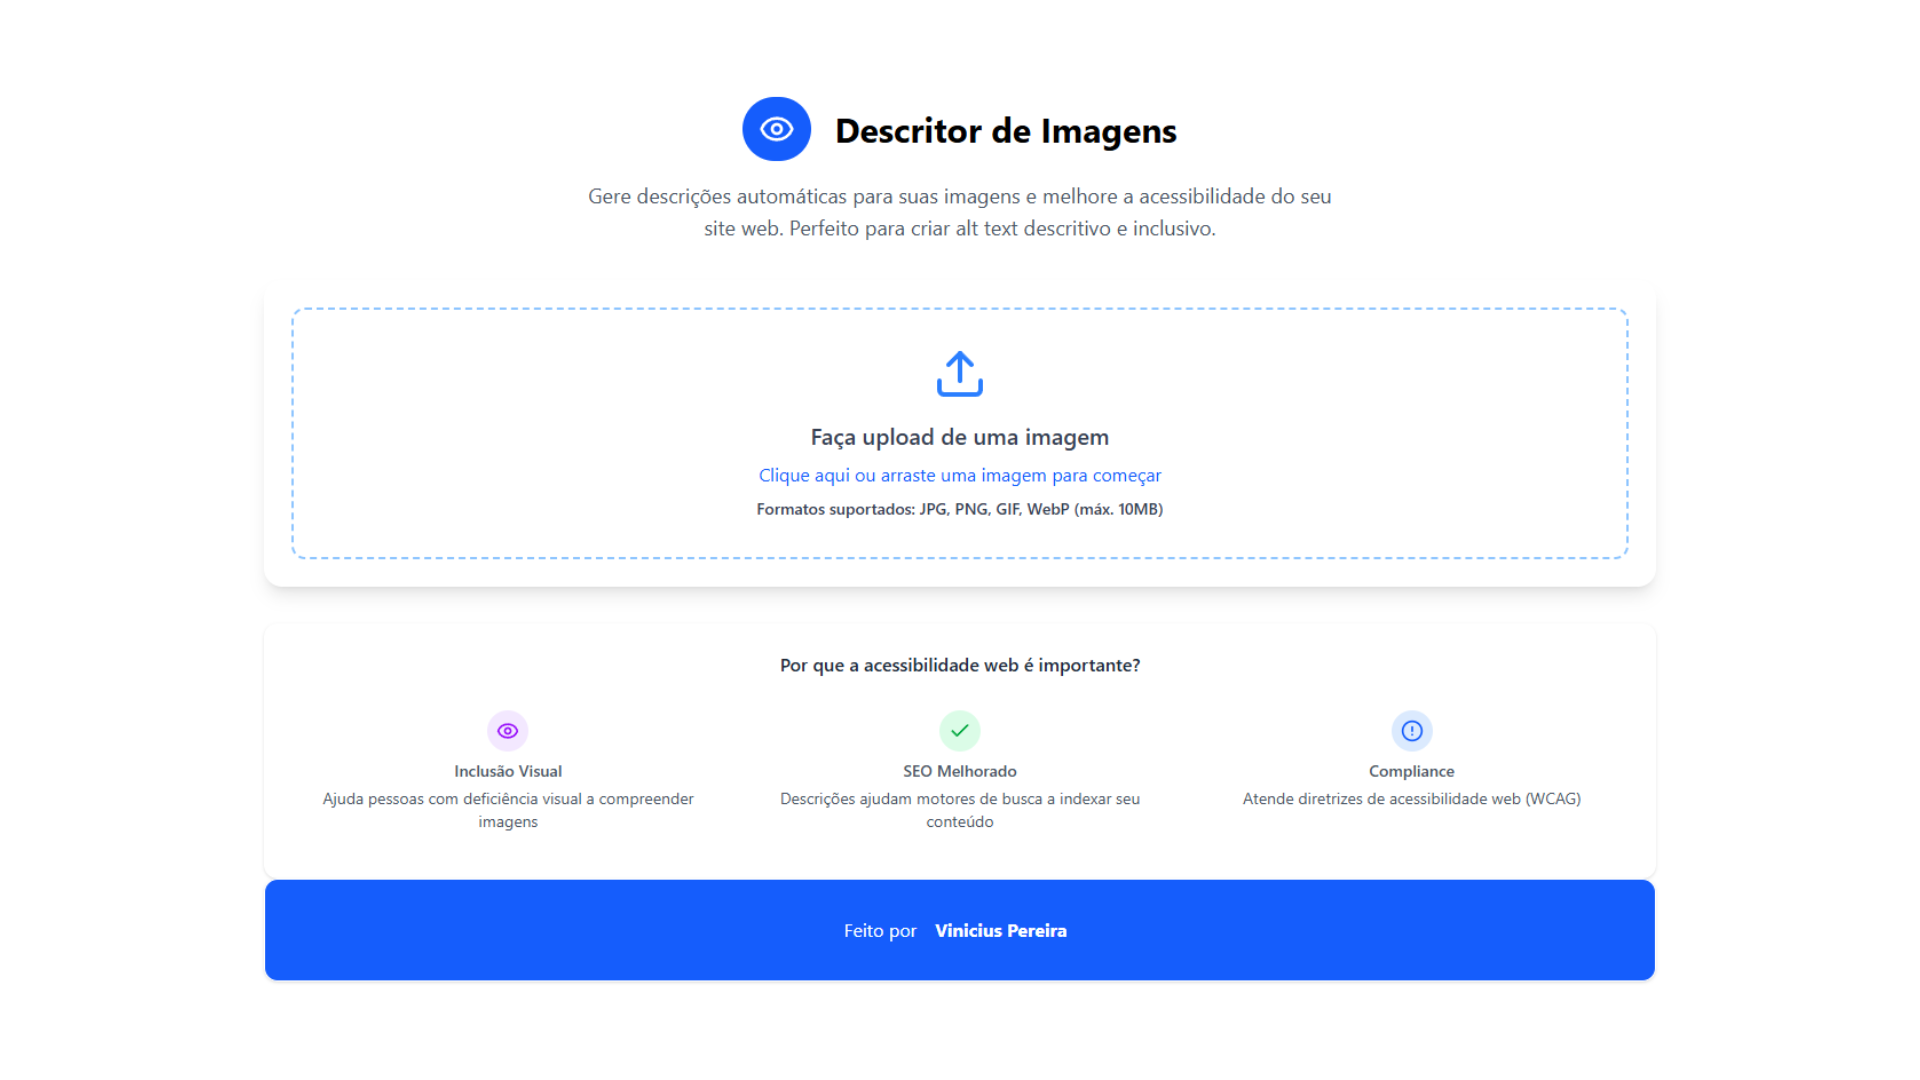 Descritor de Imagens
Gere descrições automáticas para suas imagens e melhore a acessibilidade do seu
site web. Perfeito para criar alt text descritivo e inclusivo.
Faça upload de uma imagem
Clique aqui ou arraste uma imagem para começar
Formatos suportados: JPG, PNG, GIF, WebP (máx. 10MB)
Por que a acessibilidade web é importante?
Inclusão Visual
Ajuda pessoas com deficiência visual a compreender
imagens
SEO Melhorado
Descrições ajudam motores de busca a indexar seu
conteúdo
Compliance
Atende diretrizes de acessibilidade web (WCAG)
Feito por Vinicius Pereira